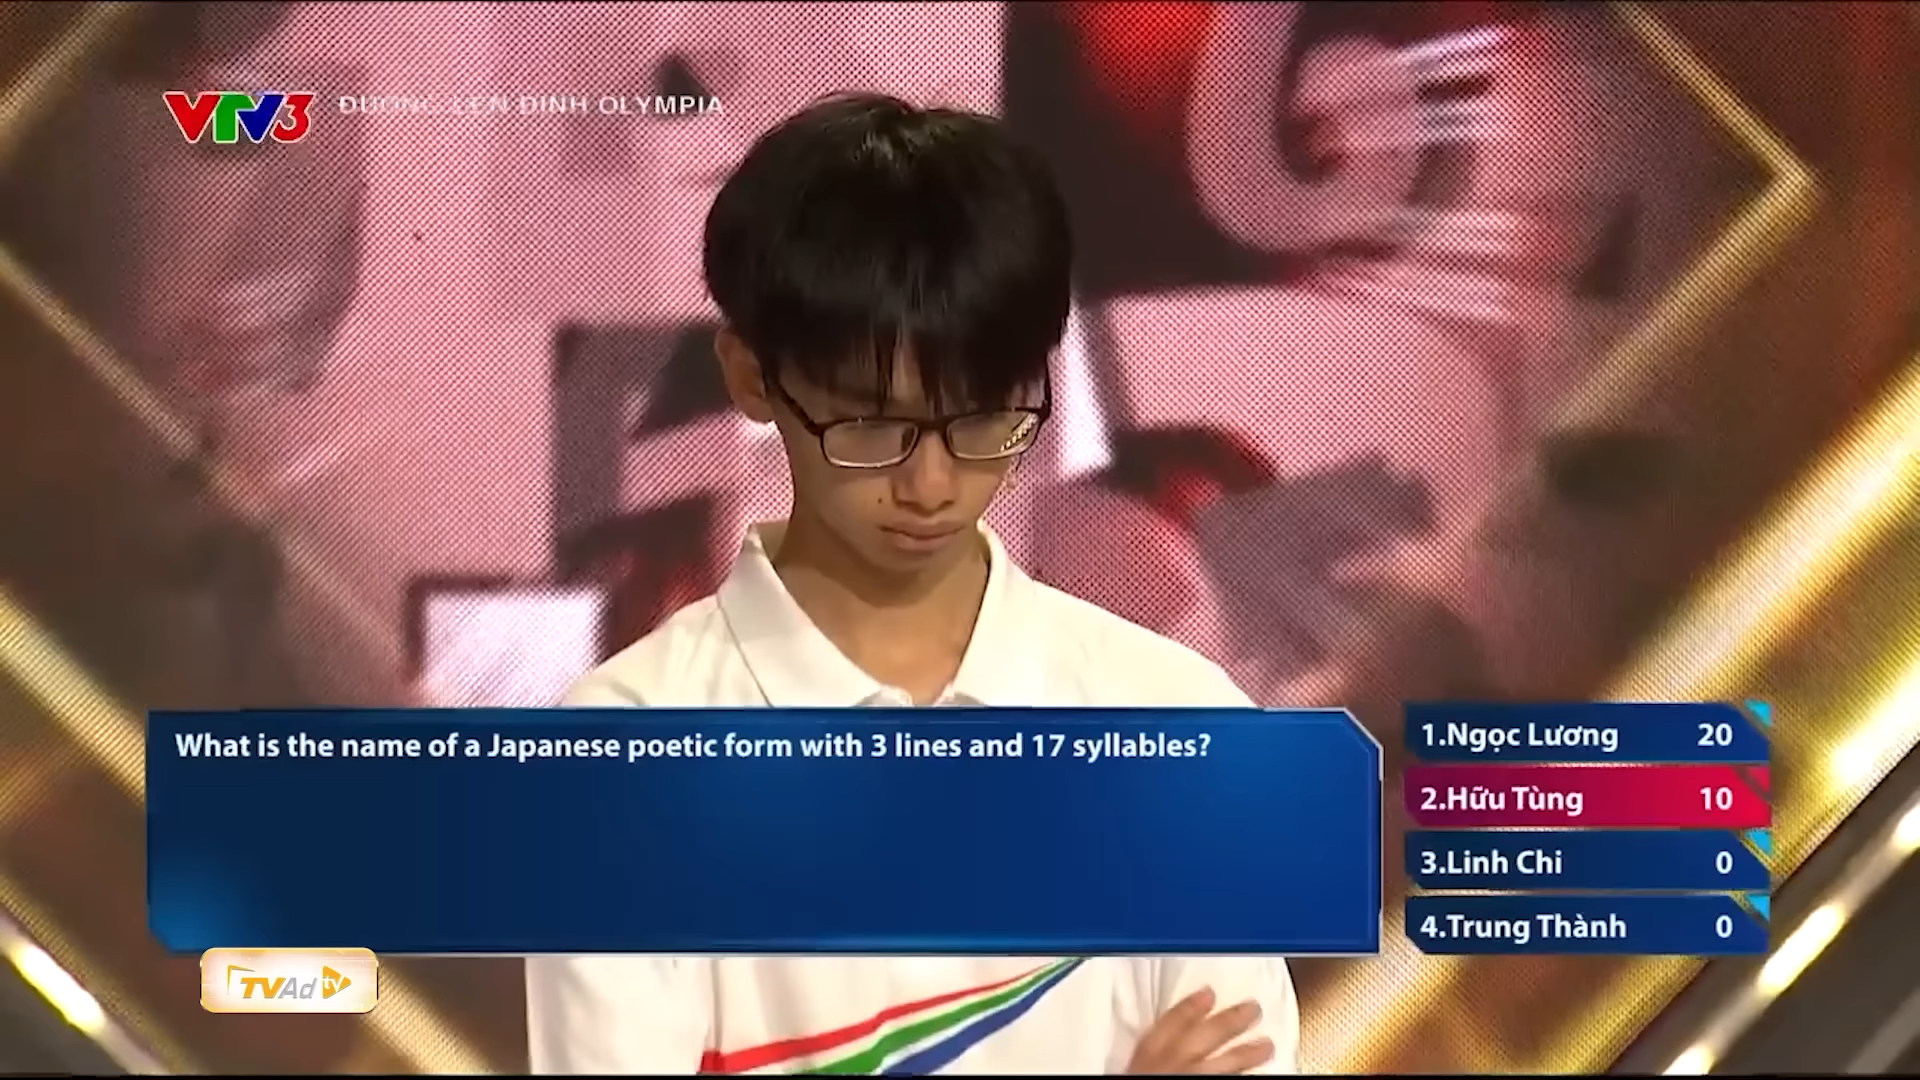 VTV3 ĐƯỜNG LÊN ĐỈNH OLYMPIA
What is the name of a Japanese poetic form with 3 lines and 17 syllables?
1.Ngọc Lương 20
2.Hữu Tùng 10
3.Linh Chi 0
4.Trung Thành 0
TVAd tv